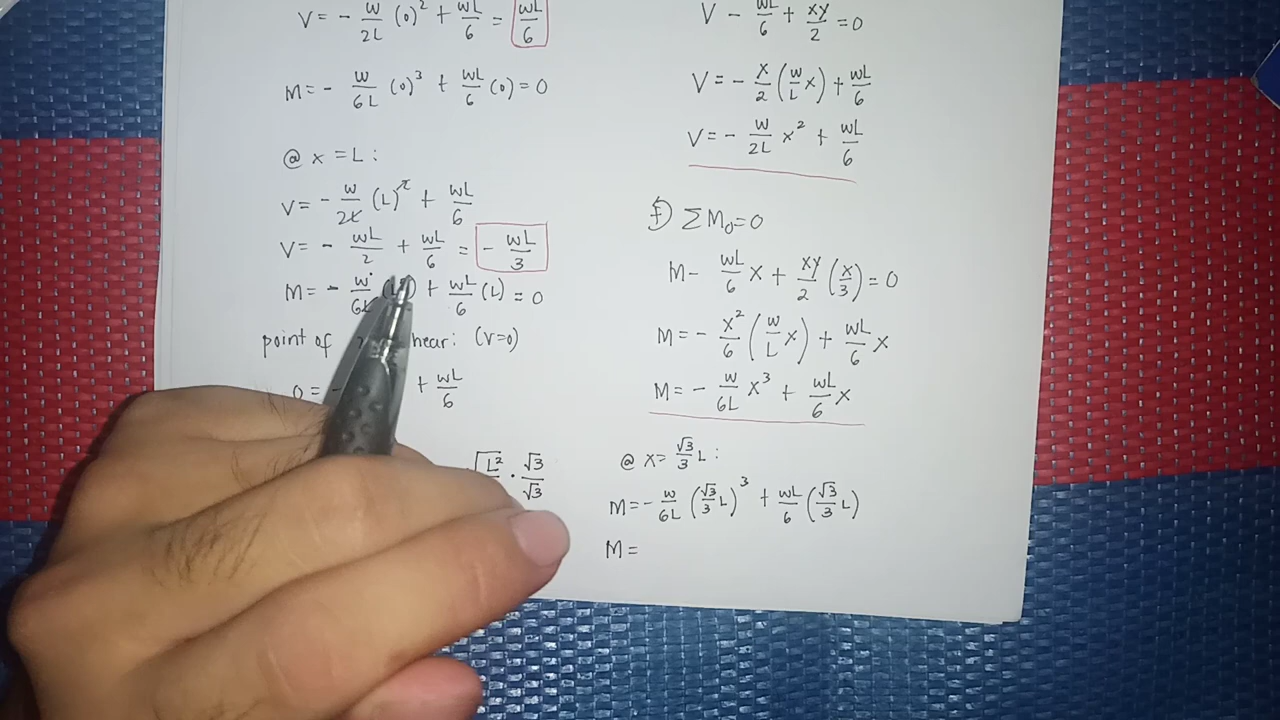 V = - w/2L (0)² + wL/6 = wL/6
M = - w/6L (0)³ + wL/6 (0) = 0
@ x = L :
V = - w/2L (L)² + wL/6
V = - wL/2 + wL/6 = - wL/3
M = - w/6L (L³) + wL/6 (L) = 0
point of hear: (V=0)
0 = - + wL/6
√L² · √3/√3
V - wL/6 + xy/2 = 0
V = - x/2 (w/L x) + wL/6
V = - w/2L x² + wL/6
ΣM₀ = 0
M - wL/6 x + xy/2 (x/3) = 0
M = - x²/6 (w/L x) + wL/6 x
M = - w/6L x³ + wL/6 x
@ x = √3/3 L :
M = - w/6L (√3/3 L)³ + wL/6 (√3/3 L)
M =